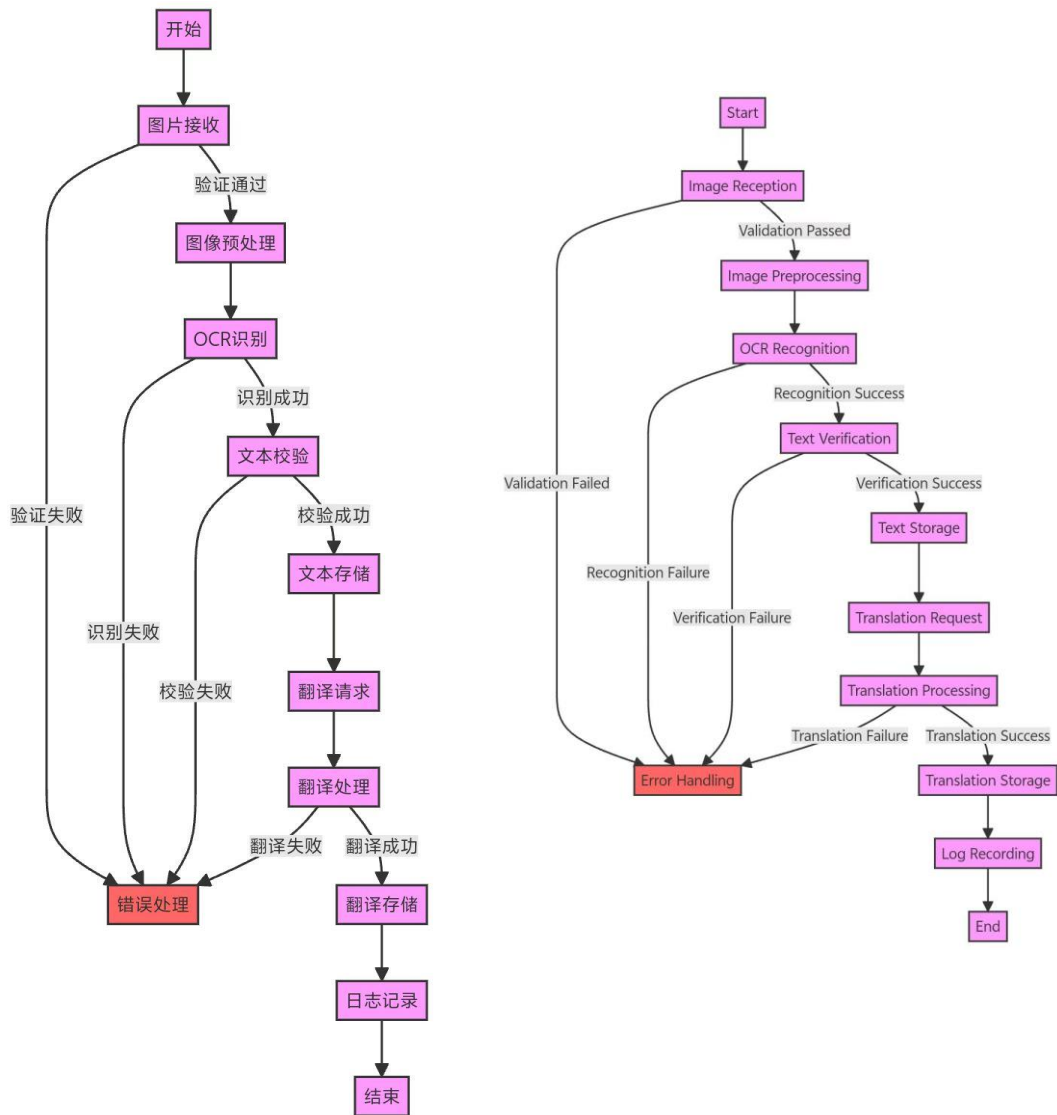 开始
图片接收
验证通过
图像预处理
OCR识别
识别成功
文本校验
验证失败
校验成功
文本存储
识别失败
校验失败
翻译请求
翻译处理
翻译失败
翻译成功
错误处理
翻译存储
日志记录
结束
Start
Image Reception
Validation Passed
Image Preprocessing
OCR Recognition
Recognition Success
Text Verification
Validation Failed
Verification Success
Text Storage
Recognition Failure
Verification Failure
Translation Request
Translation Processing
Translation Failure
Translation Success
Error Handling
Translation Storage
Log Recording
End